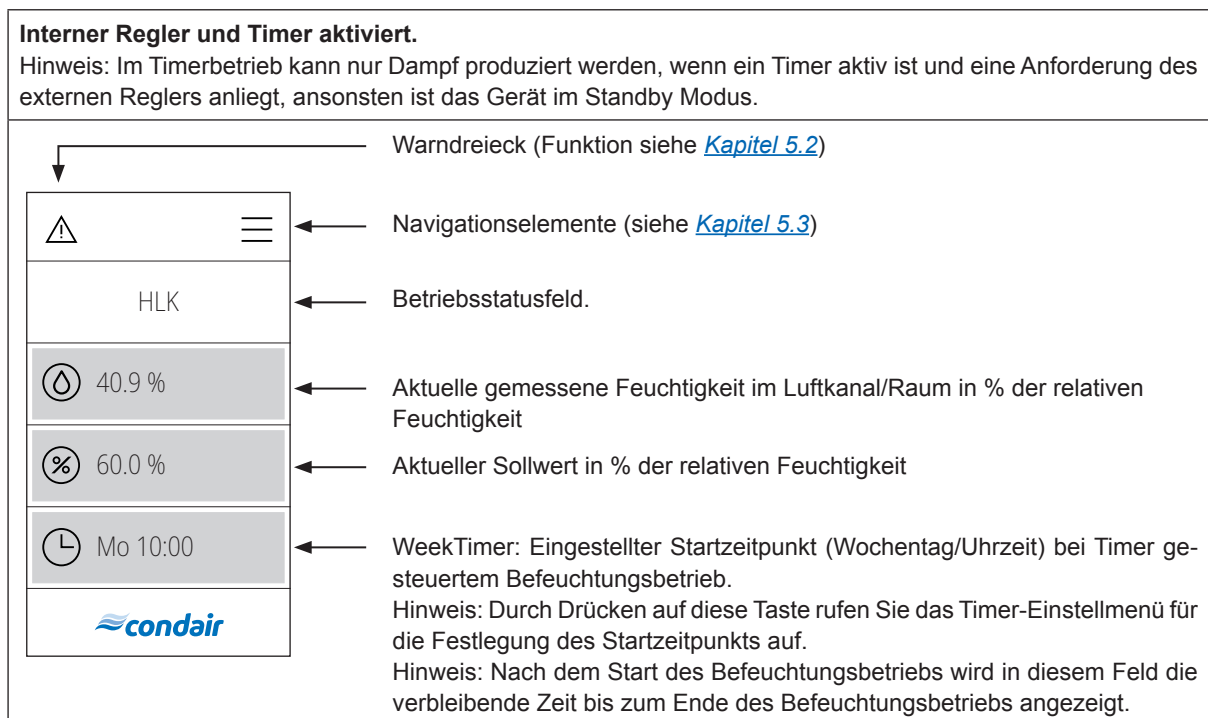 Interner Regler und Timer aktiviert.
Hinweis: Im Timerbetrieb kann nur Dampf produziert werden, wenn ein Timer aktiv ist und eine Anforderung des
externen Reglers anliegt, ansonsten ist das Gerät im Standby Modus.
Warndreieck (Funktion siehe Kapitel 5.2)
Navigationselemente (siehe Kapitel 5.3)
HLK
Betriebsstatusfeld.
40.9 %
Aktuelle gemessene Feuchtigkeit im Luftkanal/Raum in % der relativen
Feuchtigkeit
60.0 %
Aktueller Sollwert in % der relativen Feuchtigkeit
Mo 10:00
WeekTimer: Eingestellter Startzeitpunkt (Wochentag/Uhrzeit) bei Timer ge-
steuertem Befeuchtungsbetrieb.
Hinweis: Durch Drücken auf diese Taste rufen Sie das Timer-Einstellmenü für
die Festlegung des Startzeitpunkts auf.
Hinweis: Nach dem Start des Befeuchtungsbetriebs wird in diesem Feld die
verbleibende Zeit bis zum Ende des Befeuchtungsbetriebs angezeigt.
condair